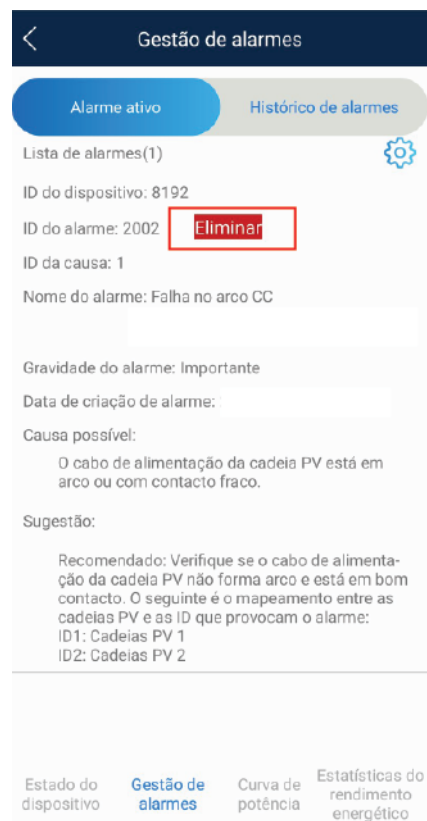 Gestão de alarmes
Alarme ativo
Histórico de alarmes
Lista de alarmes(1)
ID do dispositivo: 8192
ID do alarme: 2002 Eliminar
ID da causa: 1
Nome do alarme: Falha no arco CC
Gravidade do alarme: Importante
Data de criação de alarme:
Causa possível:
O cabo de alimentação da cadeia PV está em
arco ou com contacto fraco.
Sugestão:
Recomendado: Verifique se o cabo de alimenta-
ção da cadeia PV não forma arco e está em bom
contacto. O seguinte é o mapeamento entre as
cadeias PV e as ID que provocam o alarme:
ID1: Cadeias PV 1
ID2: Cadeias PV 2
Estado do
dispositivo
Gestão de
alarmes
Curva de
potência
Estatísticas do
rendimento
energético